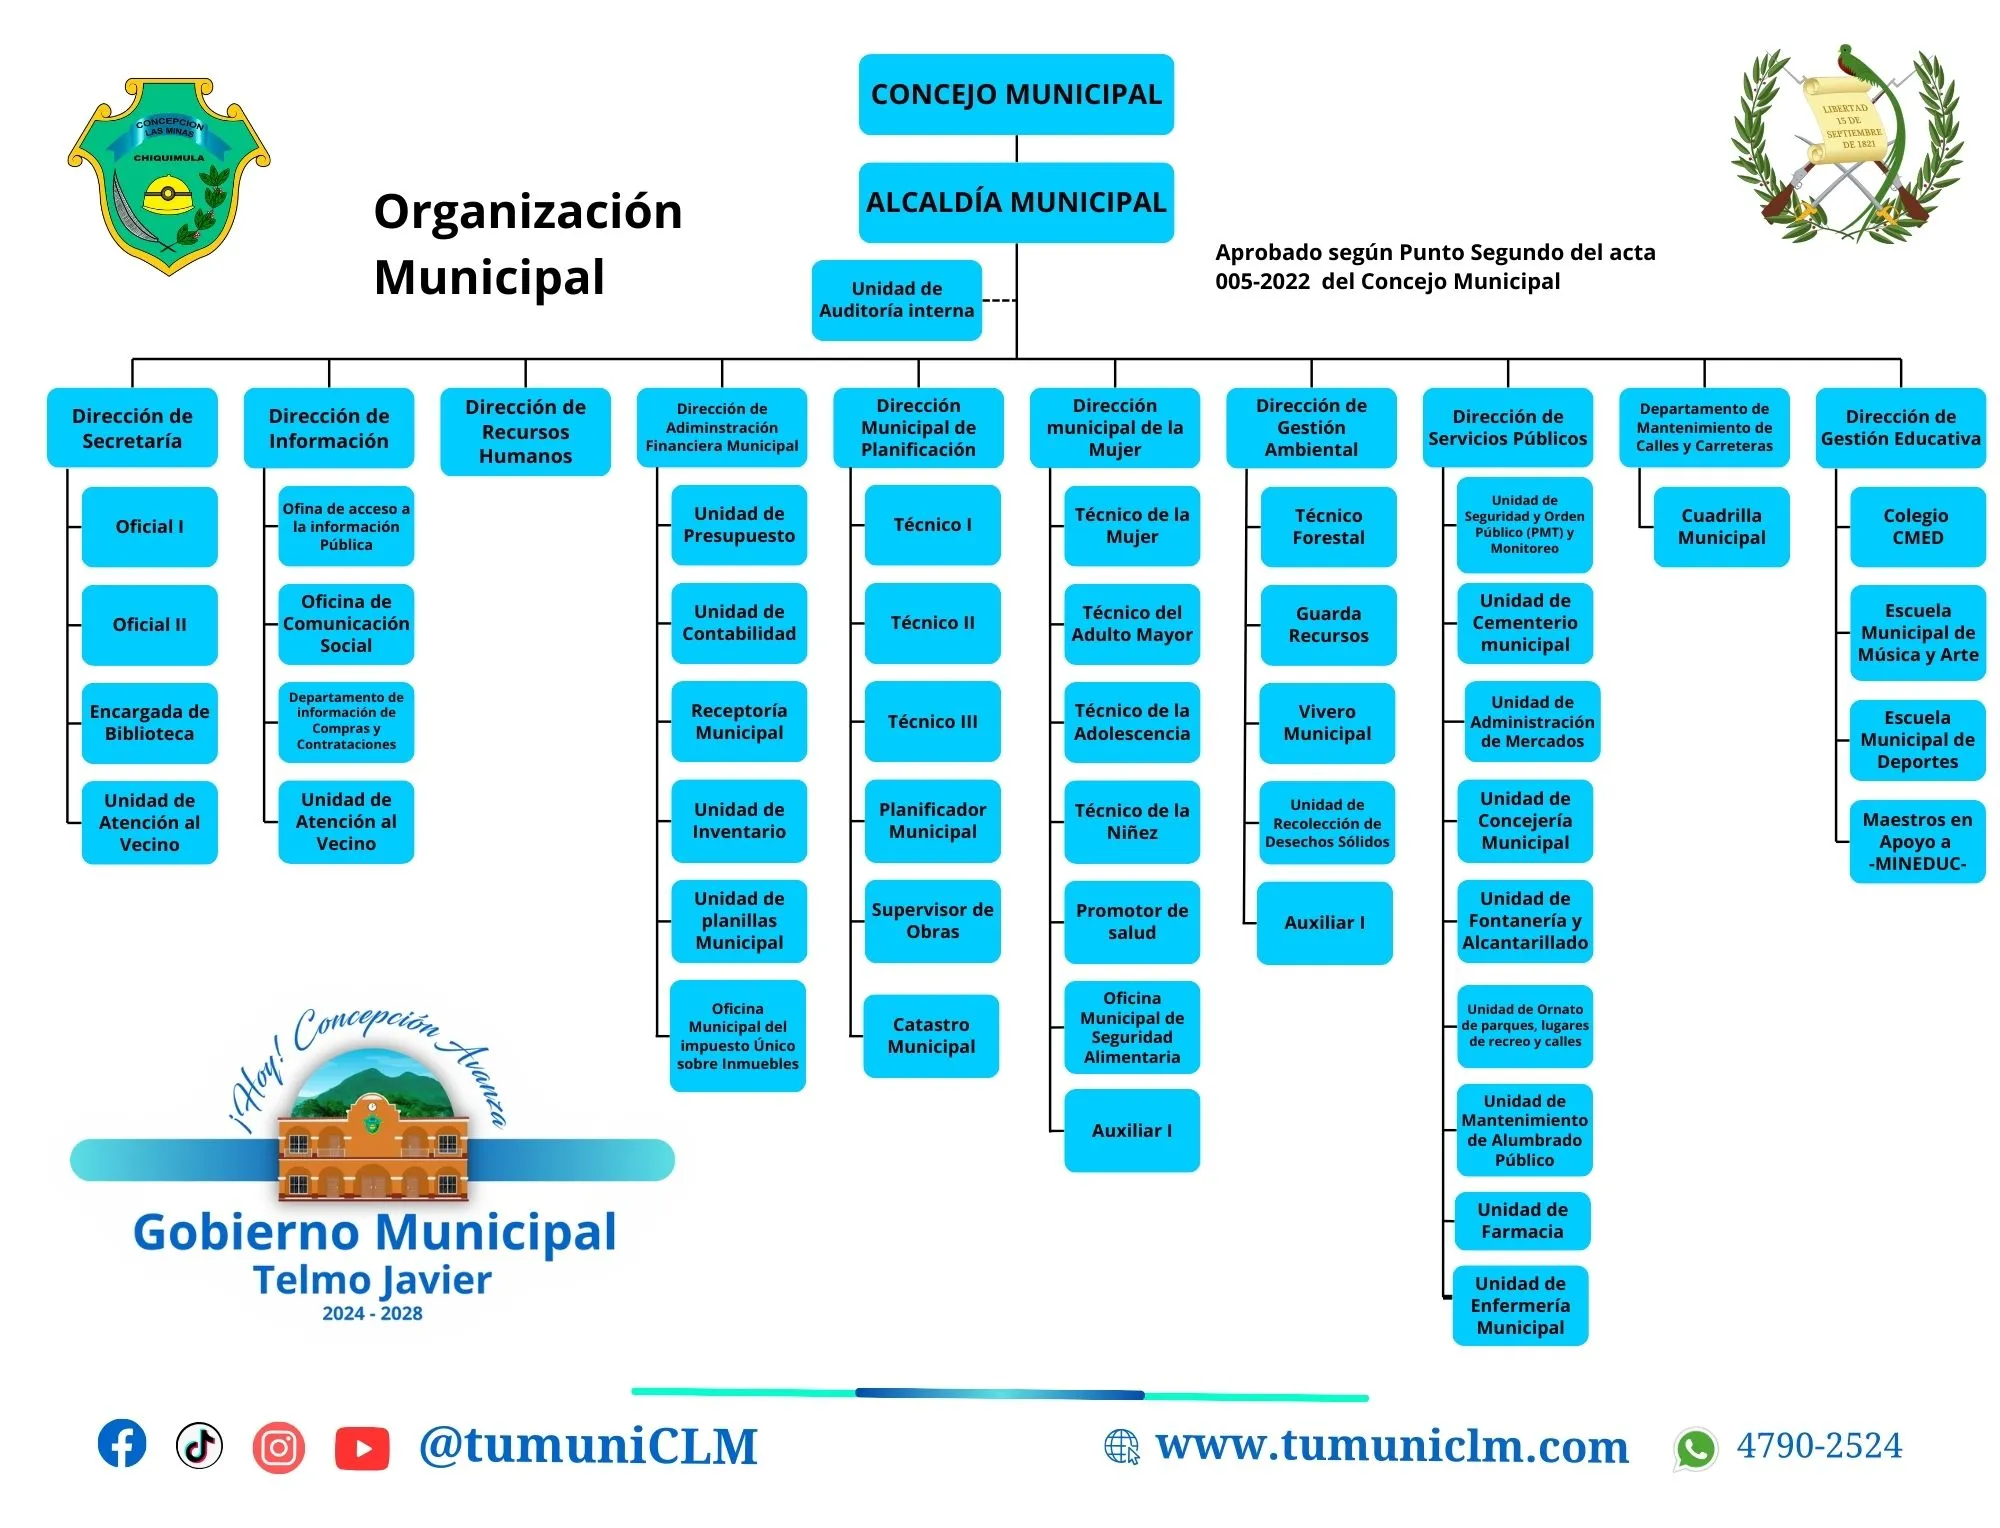 CONCEPCION
LAS MINAS
CHIQUIMULA
Organización
Municipal
CONCEJO MUNICIPAL
ALCALDÍA MUNICIPAL
Unidad de
Auditoría interna
LIBERTAD
15 DE
SEPTIEMBRE
DE 1821
Aprobado según Punto Segundo del acta
005-2022 del Concejo Municipal
Dirección de
Secretaría
Oficial I
Oficial II
Encargada de
Biblioteca
Unidad de
Atención al
Vecino
Dirección de
Información
Ofina de acceso a
la información
Pública
Oficina de
Comunicación
Social
Departamento de
información de
Compras y
Contrataciones
Unidad de
Atención al
Vecino
Dirección de
Recursos
Humanos
Dirección de
Adiminstración
Financiera Municipal
Unidad de
Presupuesto
Unidad de
Contabilidad
Receptoría
Municipal
Unidad de
Inventario
Unidad de
planillas
Municipal
Oficina
Municipal del
impuesto Único
sobre Inmuebles
Dirección
Municipal de
Planificación
Técnico I
Técnico II
Técnico III
Planificador
Municipal
Supervisor de
Obras
Catastro
Municipal
Dirección
municipal de la
Mujer
Técnico de la
Mujer
Técnico del
Adulto Mayor
Técnico de la
Adolescencia
Técnico de la
Niñez
Promotor de
salud
Oficina
Municipal de
Seguridad
Alimentaria
Auxiliar I
Dirección de
Gestión
Ambiental
Técnico
Forestal
Guarda
Recursos
Vivero
Municipal
Unidad de
Recolección de
Desechos Sólidos
Auxiliar I
Dirección de
Servicios Públicos
Unidad de
Seguridad y Orden
Público (PMT) y
Monitoreo
Unidad de
Cementerio
municipal
Unidad de
Administración
de Mercados
Unidad de
Concejería
Municipal
Unidad de
Fontanería y
Alcantarillado
Unidad de Ornato
de parques, lugares
de recreo y calles
Unidad de
Mantenimiento
de Alumbrado
Público
Unidad de
Farmacia
Unidad de
Enfermería
Municipal
Departamento de
Mantenimiento de
Calles y Carreteras
Cuadrilla
Municipal
Dirección de
Gestión Educativa
Colegio
CMED
Escuela
Municipal de
Música y Arte
Escuela
Municipal de
Deportes
Maestros en
Apoyo a
-MINEDUC-
¡Hoy! Concepción Avanza
Gobierno Municipal
Telmo Javier
2024 - 2028
@tumuniCLM
www.tumuniclm.com
4790-2524